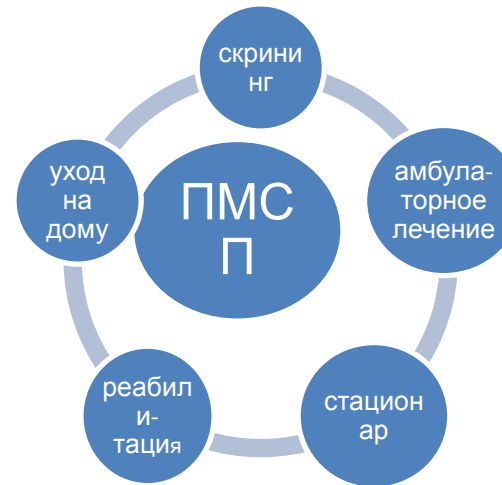 скрини
нг
амбула-
торное
лечение
стацион
ар
реабил
и-
тация
уход
на
дому
ПМС
П